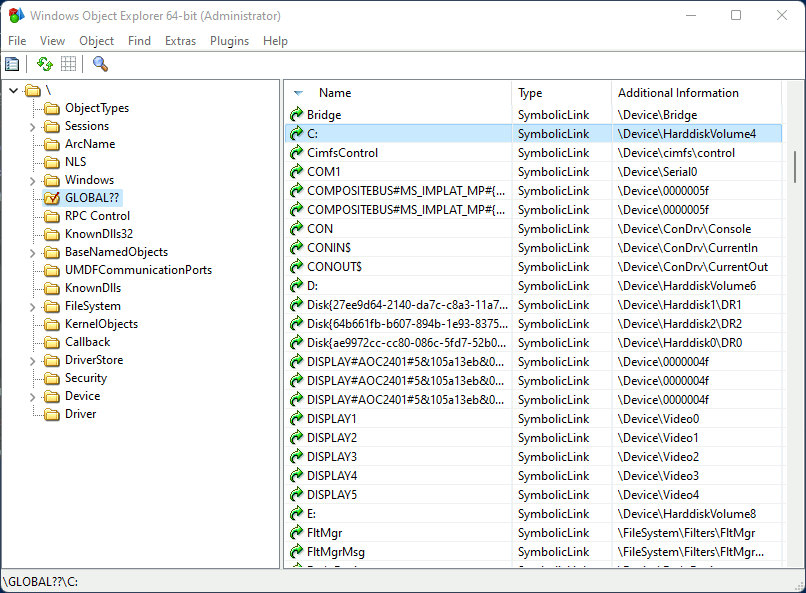 Windows Object Explorer 64-bit (Administrator)
File View Object Find Extras Plugins Help
\
ObjectTypes
Sessions
ArcName
NLS
Windows
GLOBAL??
RPC Control
KnownDlls32
BaseNamedObjects
UMDFCommunicationPorts
KnownDlls
FileSystem
KernelObjects
Callback
DriverStore
Security
Device
Driver
Name Type Additional Information
Bridge SymbolicLink \Device\Bridge
C: SymbolicLink \Device\HarddiskVolume4
CimfsControl SymbolicLink \Device\cimfs\control
COM1 SymbolicLink \Device\Serial0
COMPOSITEBUS#MS_IMPLAT_MP#{... SymbolicLink \Device\0000005f
COMPOSITEBUS#MS_IMPLAT_MP#{... SymbolicLink \Device\0000005f
CON SymbolicLink \Device\ConDrv\Console
CONIN$ SymbolicLink \Device\ConDrv\CurrentIn
CONOUT$ SymbolicLink \Device\ConDrv\CurrentOut
D: SymbolicLink \Device\HarddiskVolume6
Disk{27ee9d64-2140-da7c-c8a3-11a7... SymbolicLink \Device\Harddisk1\DR1
Disk{64b661fb-b607-894b-1e93-8375... SymbolicLink \Device\Harddisk2\DR2
Disk{ae9972cc-cc80-086c-5fd7-52b0... SymbolicLink \Device\Harddisk0\DR0
DISPLAY#AOC2401#5&105a13eb&0... SymbolicLink \Device\0000004f
DISPLAY#AOC2401#5&105a13eb&0... SymbolicLink \Device\0000004f
DISPLAY#AOC2401#5&105a13eb&0... SymbolicLink \Device\0000004f
DISPLAY1 SymbolicLink \Device\Video0
DISPLAY2 SymbolicLink \Device\Video1
DISPLAY3 SymbolicLink \Device\Video2
DISPLAY4 SymbolicLink \Device\Video3
DISPLAY5 SymbolicLink \Device\Video4
E: SymbolicLink \Device\HarddiskVolume8
FltMgr SymbolicLink \FileSystem\Filters\FltMgr
FltMgrMsg SymbolicLink \FileSystem\Filters\FltMgr...
\GLOBAL??\C: